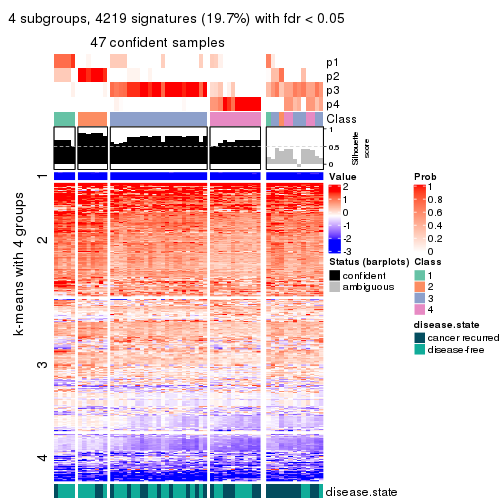 4 subgroups, 4219 signatures (19.7%) with fdr < 0.05
47 confident samples
p1
p2
p3
p4
Class
1
0.5
0
Silhouette
score
k-means with 4 groups
1
2
3
4
Value
2
1
0
-1
-2
-3
Prob
1
0.8
0.6
0.4
0.2
0
Status (barplots)
confident
ambiguous
Class
1
2
3
4
disease.state
cancer recurred
disease-free
disease.state